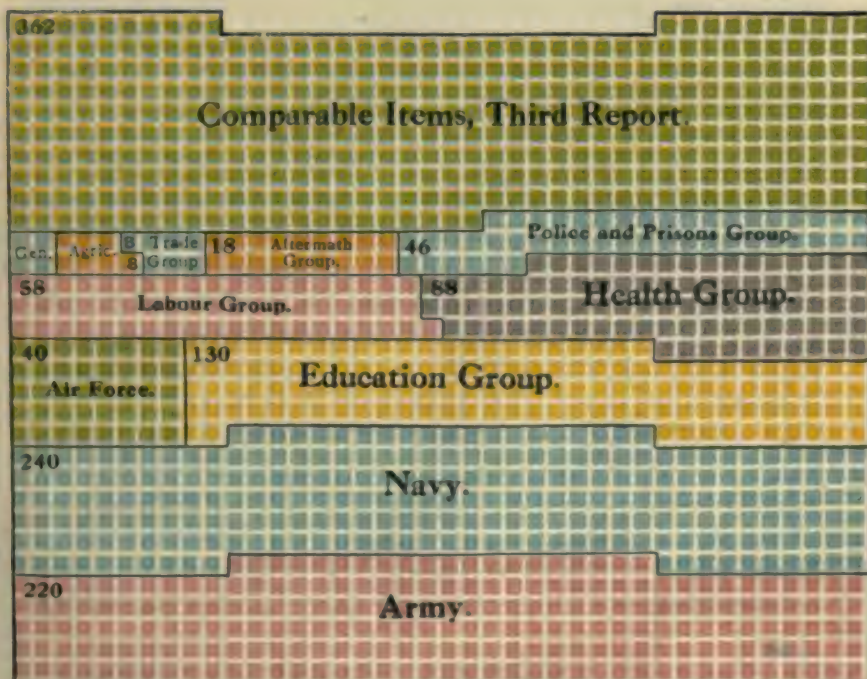 362
Comparable Items, Third Report.
Police and Prisons Group.
Gen.
Agric.
8
8
Trade
Group
18
Aftermath
Group.
46
58
Labour Group.
88
Health Group.
40
Air Force.
130
Education Group.
240
Navy.
220
Army.